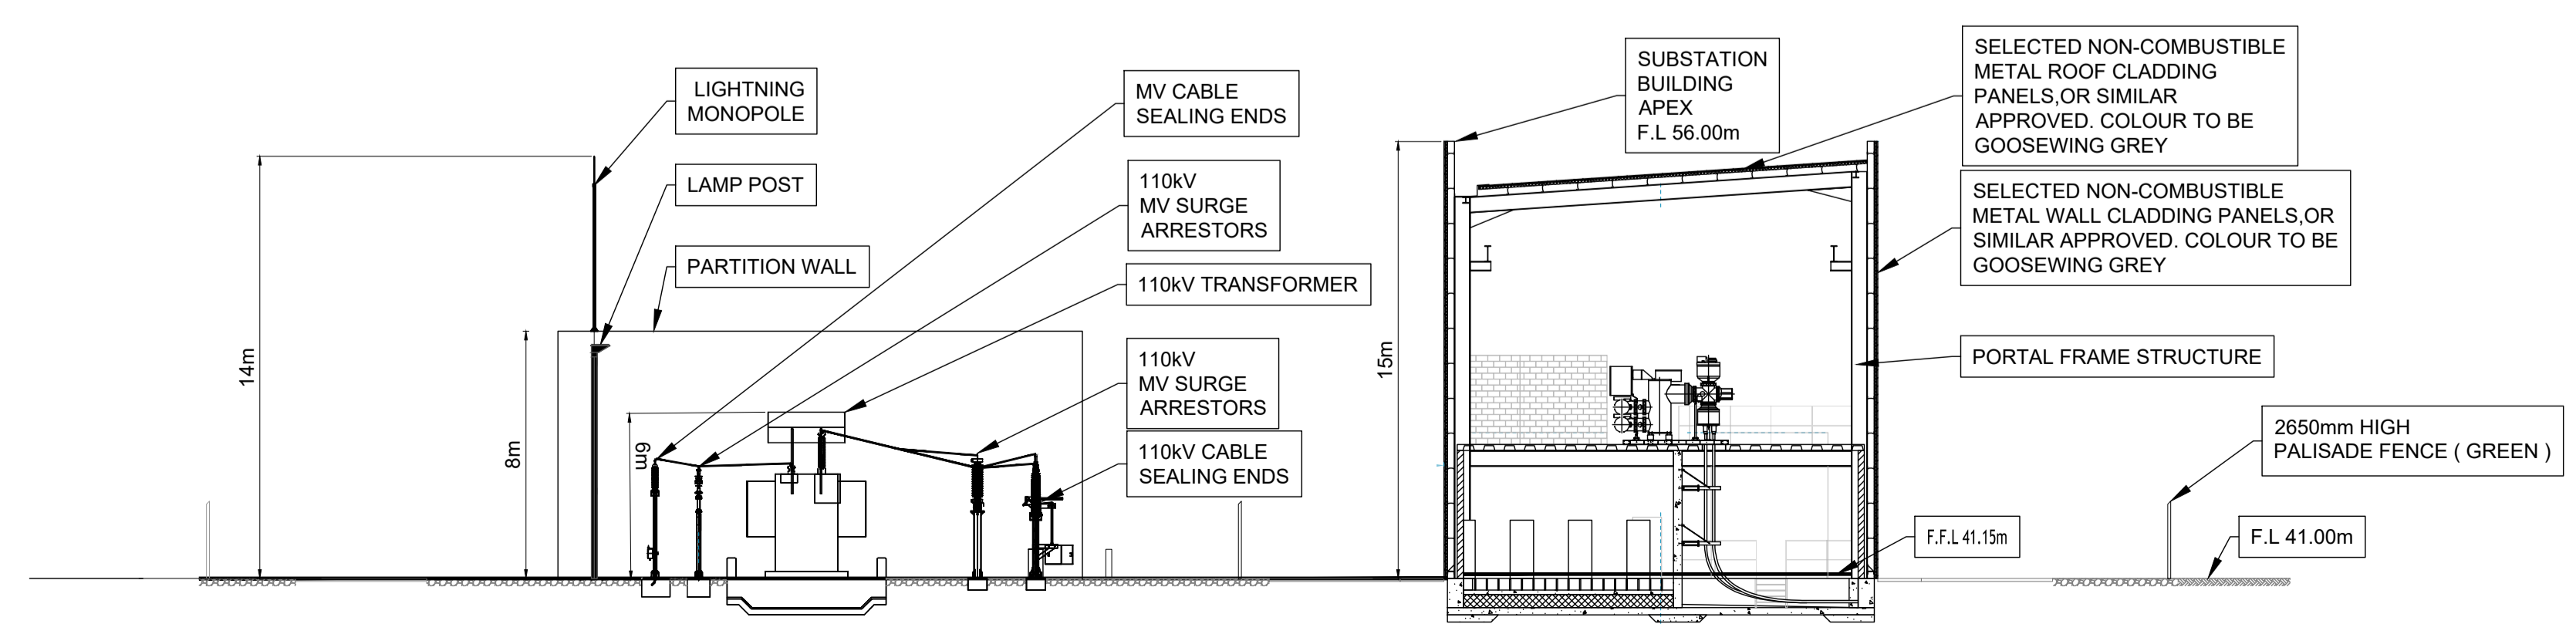 LIGHTNING
MONOPOLE
LAMP POST
PARTITION WALL
14m
8m
6m
MV CABLE
SEALING ENDS
110kV
MV SURGE
ARRESTORS
110kV TRANSFORMER
110kV
MV SURGE
ARRESTORS
110kV CABLE
SEALING ENDS
15m
SUBSTATION
BUILDING
APEX
F.L 56.00m
SELECTED NON-COMBUSTIBLE
METAL ROOF CLADDING
PANELS,OR SIMILAR
APPROVED. COLOUR TO BE
GOOSEWING GREY
SELECTED NON-COMBUSTIBLE
METAL WALL CLADDING PANELS,OR
SIMILAR APPROVED. COLOUR TO BE
GOOSEWING GREY
PORTAL FRAME STRUCTURE
2650mm HIGH
PALISADE FENCE ( GREEN )
F.F.L 41.15m
F.L 41.00m